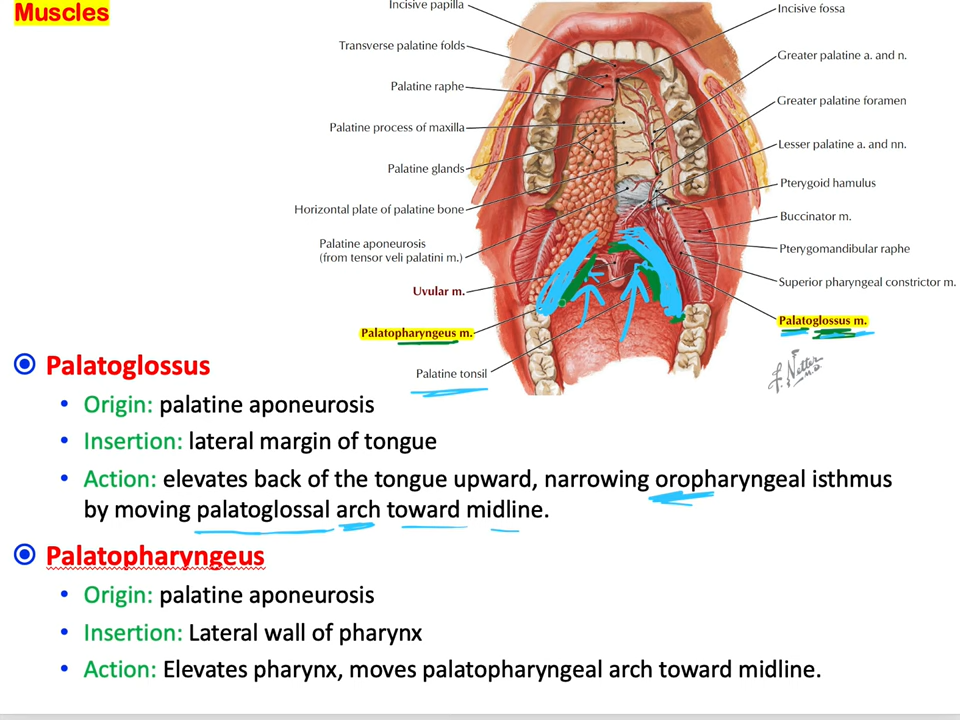 Muscles
Incisive papilla
Incisive fossa
Transverse palatine folds
Greater palatine a. and n.
Palatine raphe
Greater palatine foramen
Palatine process of maxilla
Lesser palatine a. and nn.
Palatine glands
Pterygoid hamulus
Horizontal plate of palatine bone
Buccinator m.
Palatine aponeurosis
(from tensor veli palatini m.)
Pterygomandibular raphe
Uvular m.
Superior pharyngeal constrictor m.
Palatopharyngeus m.
Palatoglossus m.
Palatine tonsil
F. Netter
M.D.
Palatoglossus
• Origin: palatine aponeurosis
• Insertion: lateral margin of tongue
• Action: elevates back of the tongue upward, narrowing oropharyngeal isthmus
by moving palatoglossal arch toward midline.
Palatopharyngeus
• Origin: palatine aponeurosis
• Insertion: Lateral wall of pharynx
• Action: Elevates pharynx, moves palatopharyngeal arch toward midline.